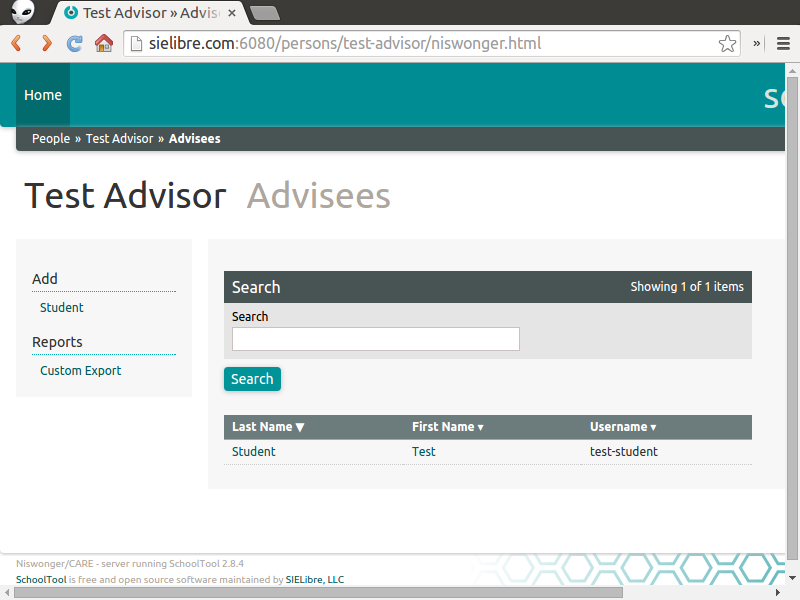 Test Advisor » Advis
sielibre.com:6080/persons/test-advisor/niswonger.html
»
Home
People » Test Advisor » Advisees
Test Advisor Advisees
Add
Student
Reports
Custom Export
Search
Showing 1 of 1 items
Search
Search
Last Name ▼ First Name ▾ Username ▾
Student Test test-student
Niswonger/CARE - server running SchoolTool 2.8.4
SchoolTool is free and open source software maintained by SIELibre, LLC